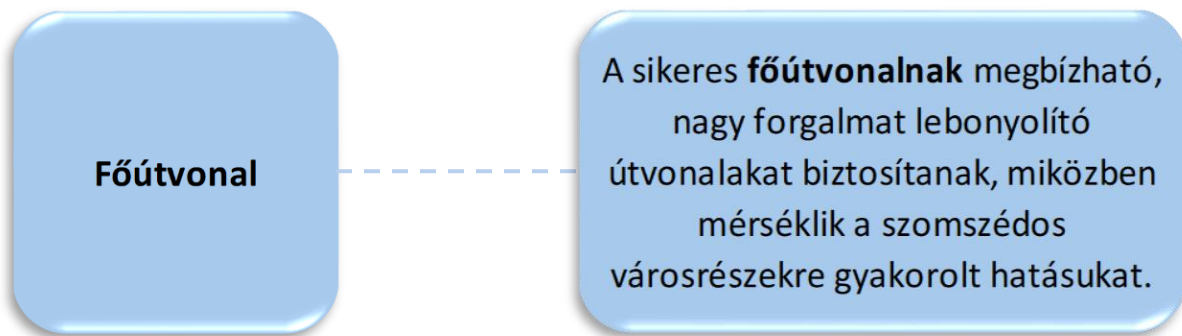 Főútvonal
A sikeres főútvonalnak megbízható,
nagy forgalmat lebonyolító
útvonalakat biztosítanak, miközben
mérséklik a szomszédos
városrészekre gyakorolt hatásukat.